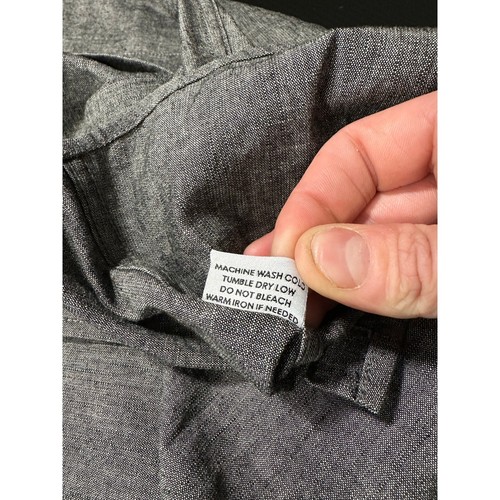 MACHINE WASH COLD
TUMBLE DRY LOW
DO NOT BLEACH
WARM IRON IF NEEDED